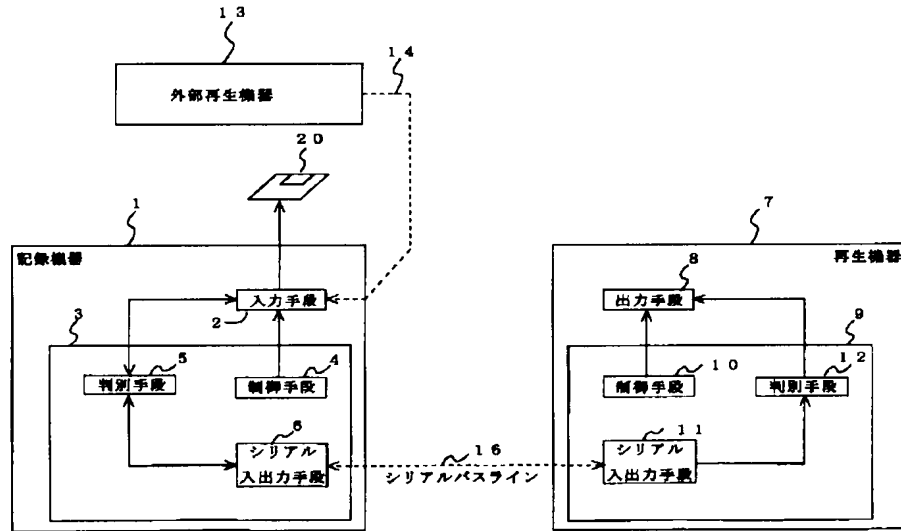 １３
１４
外部再生機器
２０
１
７
記録機器
再生機器
８
入力手段
出力手段
２
３
９
５
４
１０
１２
判別手段
制御手段
制御手段
判別手段
６
１１
シリアル
入出力手段
１６
シリアルバスライン
シリアル
入出力手段